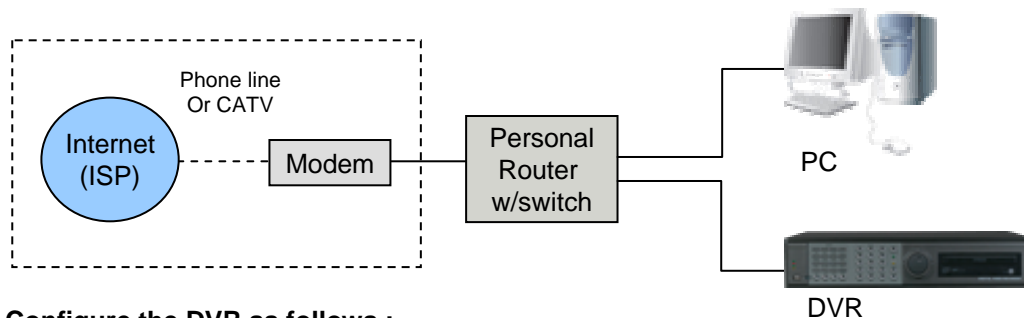 Phone line
Or CATV
Internet
(ISP)
Modem
Personal
Router
w/switch
PC
DVR
Configure the DVR as follows :